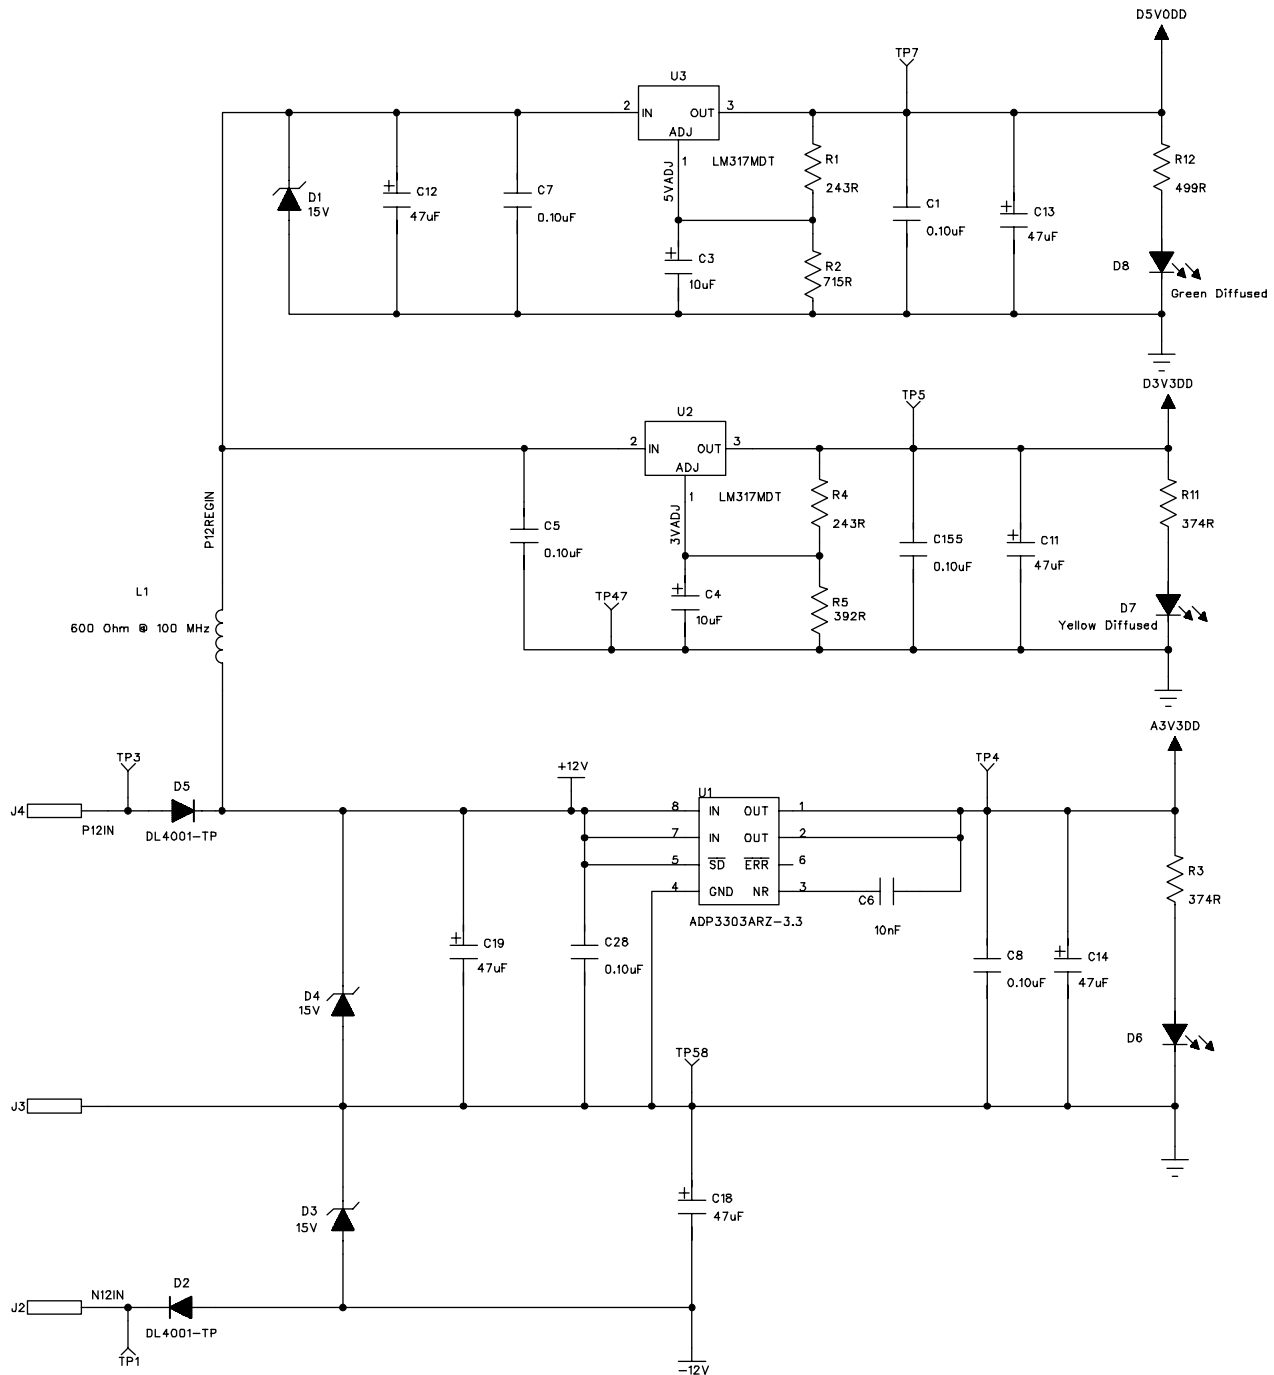 D5V0DD
TP7
U3
2 IN OUT 3
ADJ
1 LM317MDT
5VADJ
R1
243R
R12
499R
D1
15V
C12
47uF
C7
0.10uF
C1
0.10uF
C13
47uF
C3
10uF
R2
715R
D8
Green Diffused
D3V3DD
TP5
U2
2 IN OUT 3
ADJ
1 LM317MDT
3VADJ
P12REGIN
R4
243R
R11
374R
C5
0.10uF
C155
0.10uF
C11
47uF
L1
600 Ohm @ 100 MHz
TP47
C4
10uF
R5
392R
D7
Yellow Diffused
A3V3DD
TP3
+12V
TP4
D5
U1
J4
P12IN
DL4001-TP
8 IN OUT 1
7 IN OUT 2
5 SD ERR 6
4 GND NR 3
C6
10nF
ADP3303ARZ-3.3
R3
374R
C19
47uF
C28
0.10uF
C8
0.10uF
C14
47uF
D4
15V
D6
TP58
J3
D3
15V
C18
47uF
D2
N12IN
J2
DL4001-TP
TP1
-12V